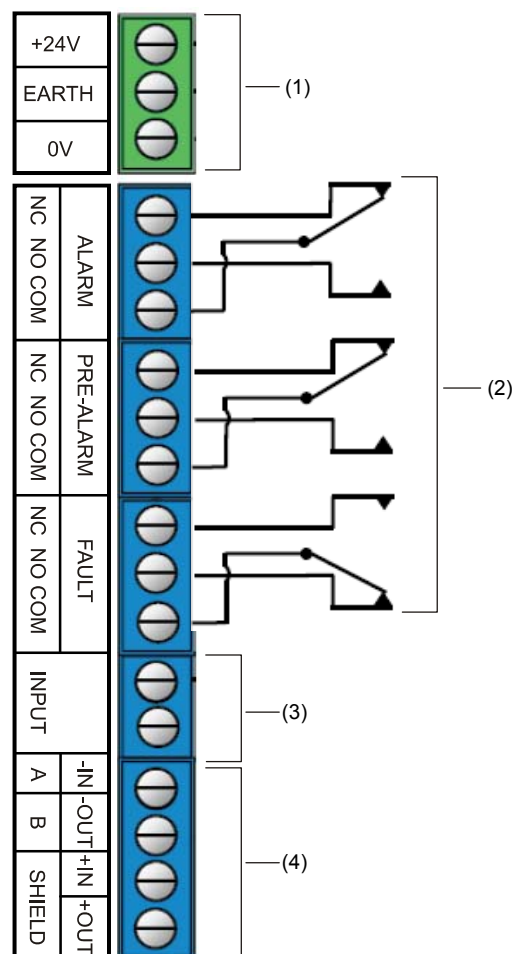 +24V
EARTH
0V
(1)
NC NO COM
ALARM
NC NO COM
PRE-ALARM
(2)
NC NO COM
FAULT
INPUT
(3)
A
-IN
B
-OUT
SHIELD
+IN
+OUT
(4)